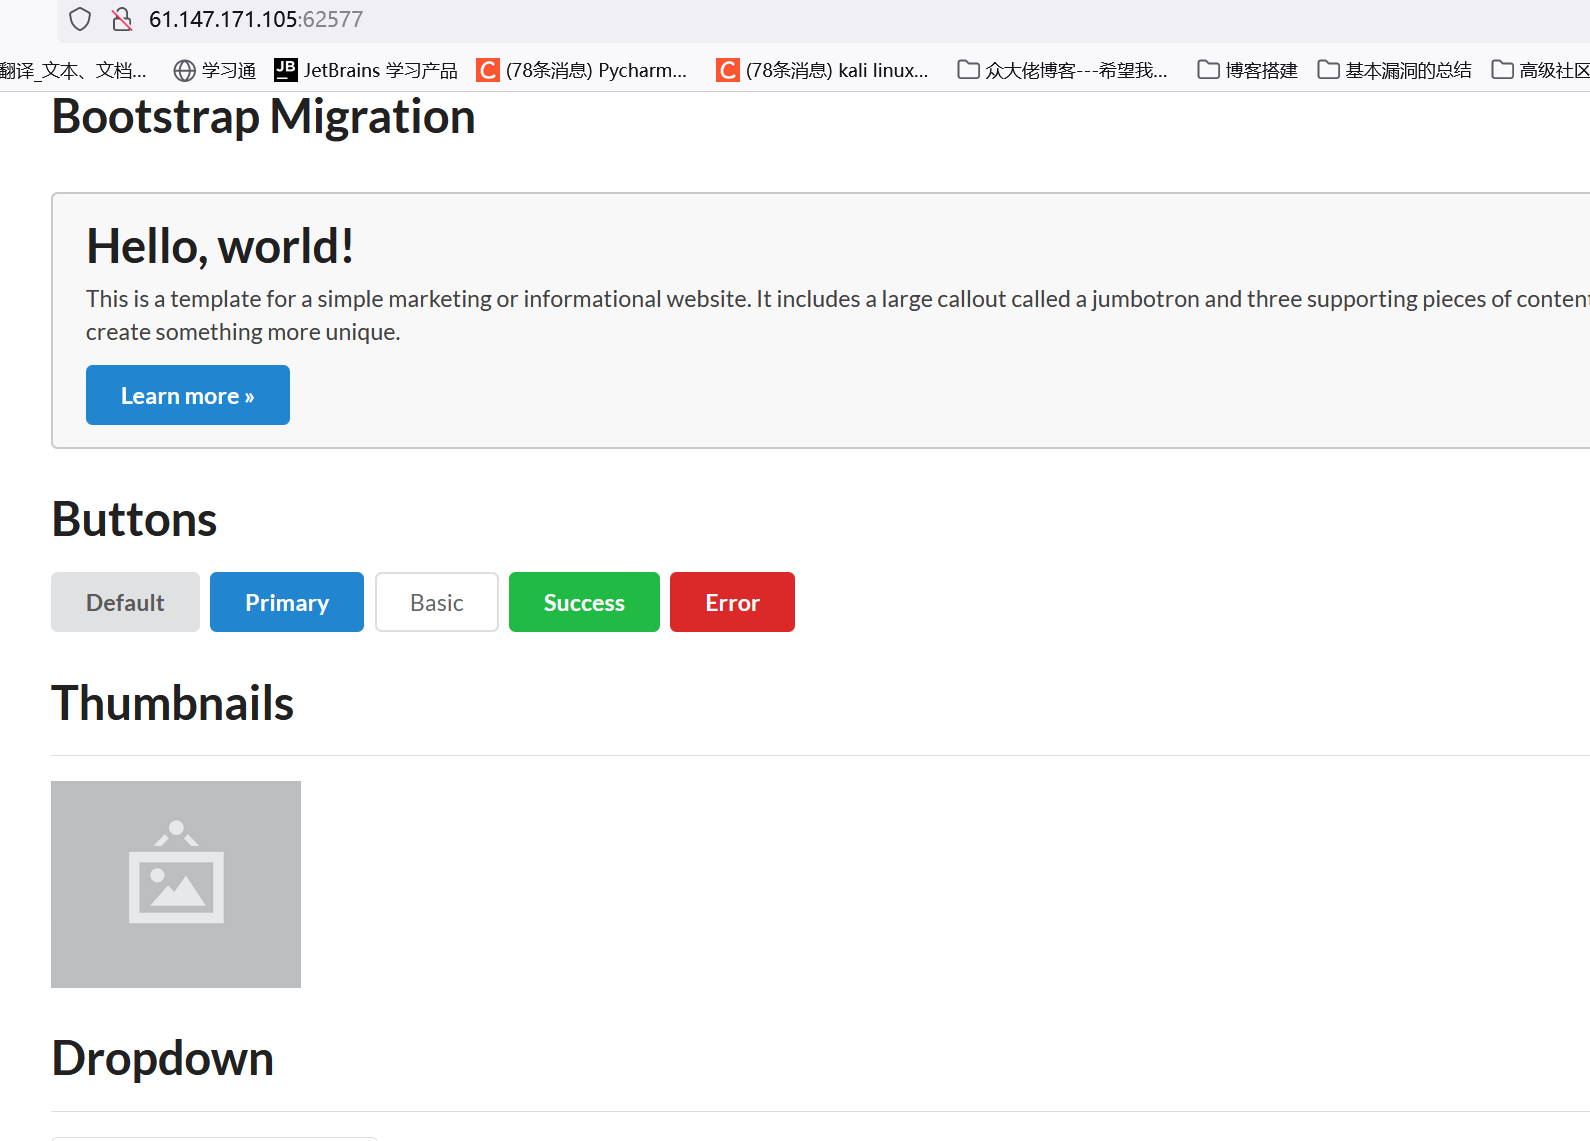 61.147.171.105:62577
翻译_文本、文档... 学习通 JB JetBrains 学习产品 C (78条消息) Pycharm... C (78条消息) kali linux... 众大佬博客---希望我... 博客搭建 基本漏洞的总结 高级社区
Bootstrap Migration
Hello, world!
This is a template for a simple marketing or informational website. It includes a large callout called a jumbotron and three supporting pieces of content
create something more unique.
Learn more »
Buttons
Default Primary Basic Success Error
Thumbnails
Dropdown